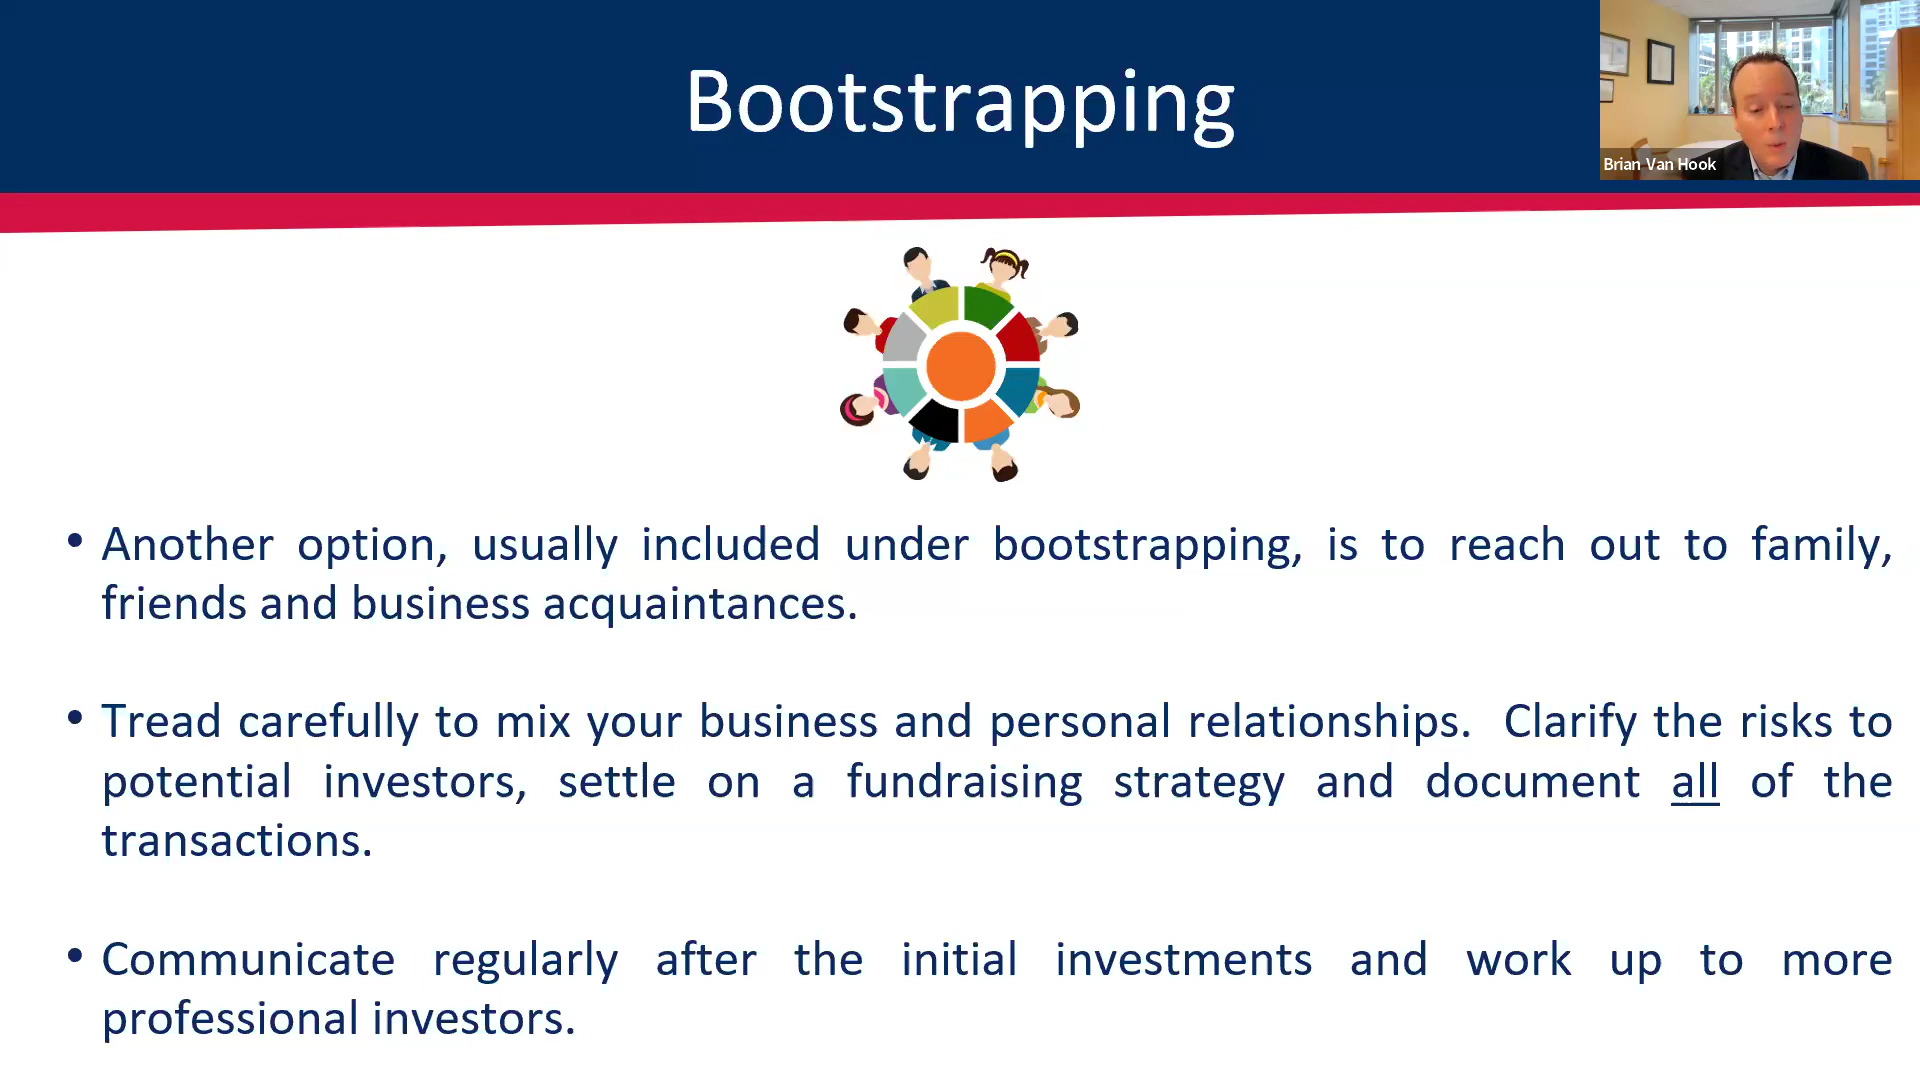 Bootstrapping
Brian Van Hook
• Another option, usually included under bootstrapping, is to reach out to family,
friends and business acquaintances.
• Tread carefully to mix your business and personal relationships. Clarify the risks to
potential investors, settle on a fundraising strategy and document all of the
transactions.
• Communicate regularly after the initial investments and work up to more
professional investors.